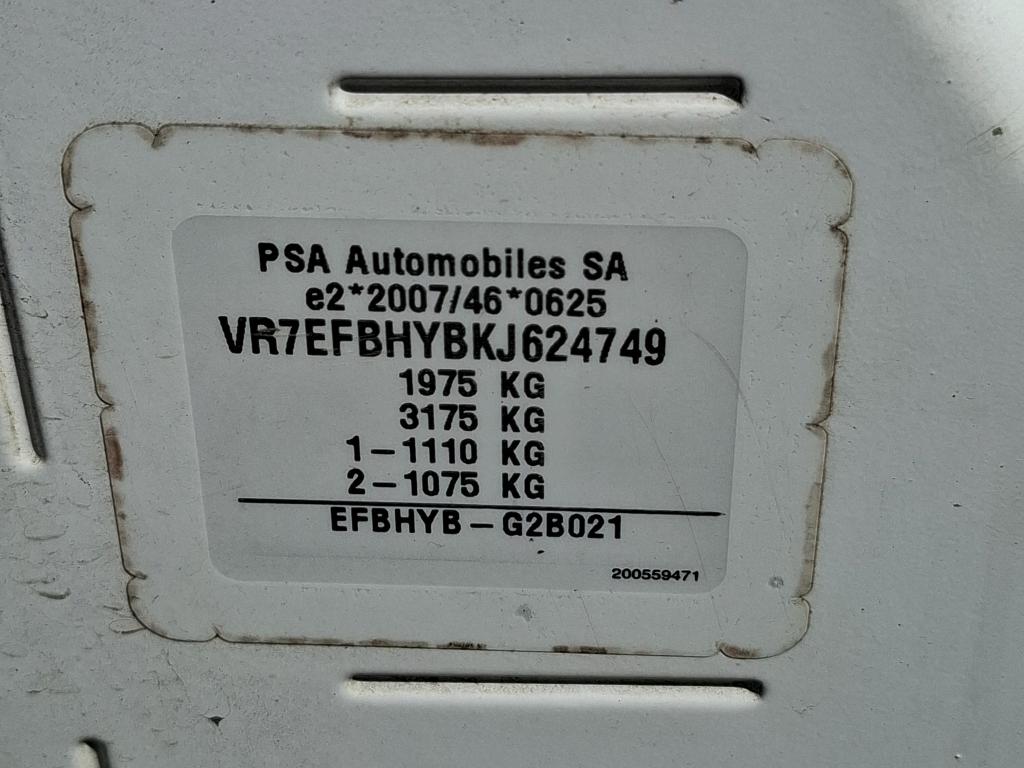 PSA Automobiles SA
e2*2007/46*0625
VR7EFBHYBKJ624749
1975 KG
3175 KG
1-1110 KG
2-1075 KG
EFBHYB-G2B021
200559471